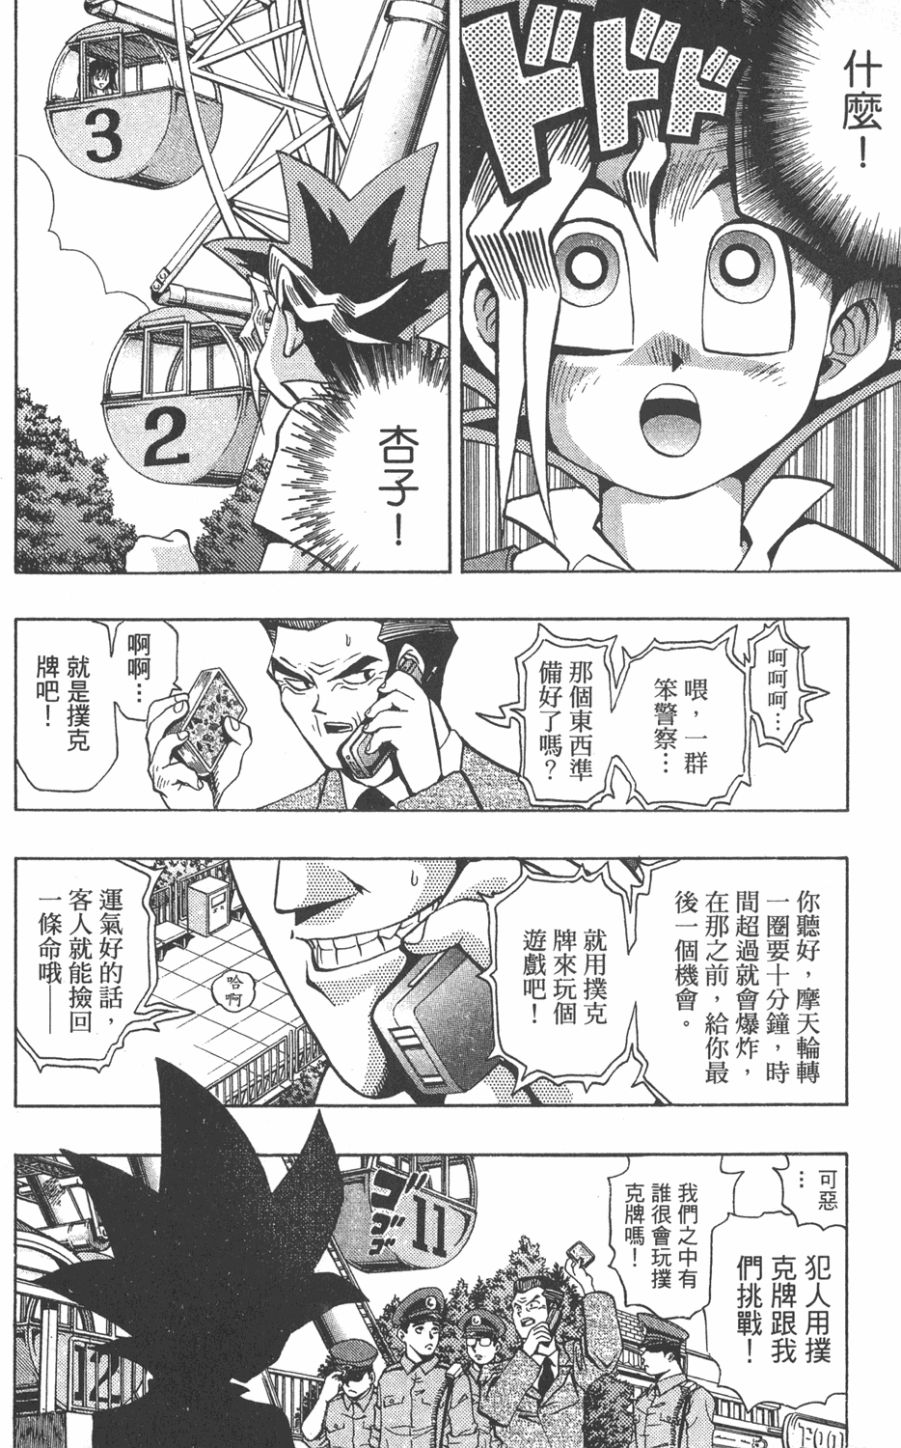 什麼！
ドドド
杏子！
3
2
呵呵呵…
喂，一群
笨警察…
那個東西準
備好了嗎？
啊啊…
就是撲克
牌吧！
你聽好，摩天輪轉
一圈要十分鐘，時
間超過就會爆炸，
在那之前，給你最
後一個機會。
就用撲克
牌來玩個
遊戲吧！
哈啊
運氣好的話，
客人就能撿回
一條命哦——
可惡
…
犯人用撲
克牌跟我
們挑戰！
我們之中有
誰很會玩撲
克牌嗎！
ゴゴゴ
11
12
FOOD